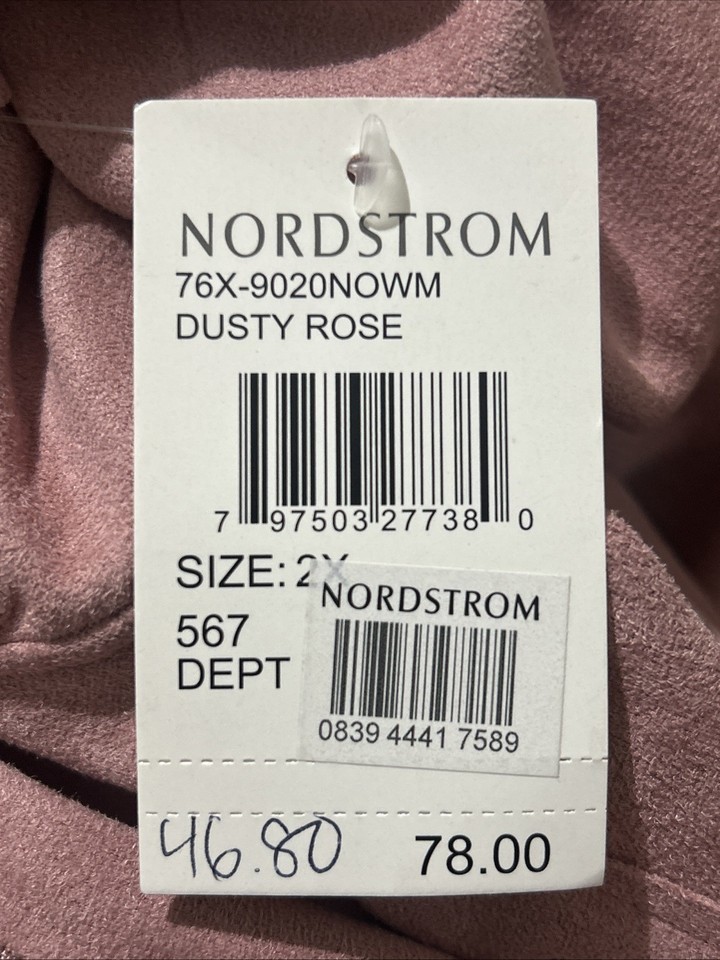 NORDSTROM
76X-9020NOWM
DUSTY ROSE
7 97503 27738 0
SIZE: 2X
567
DEPT
NORDSTROM
0839 4441 7589
46.80
78.00